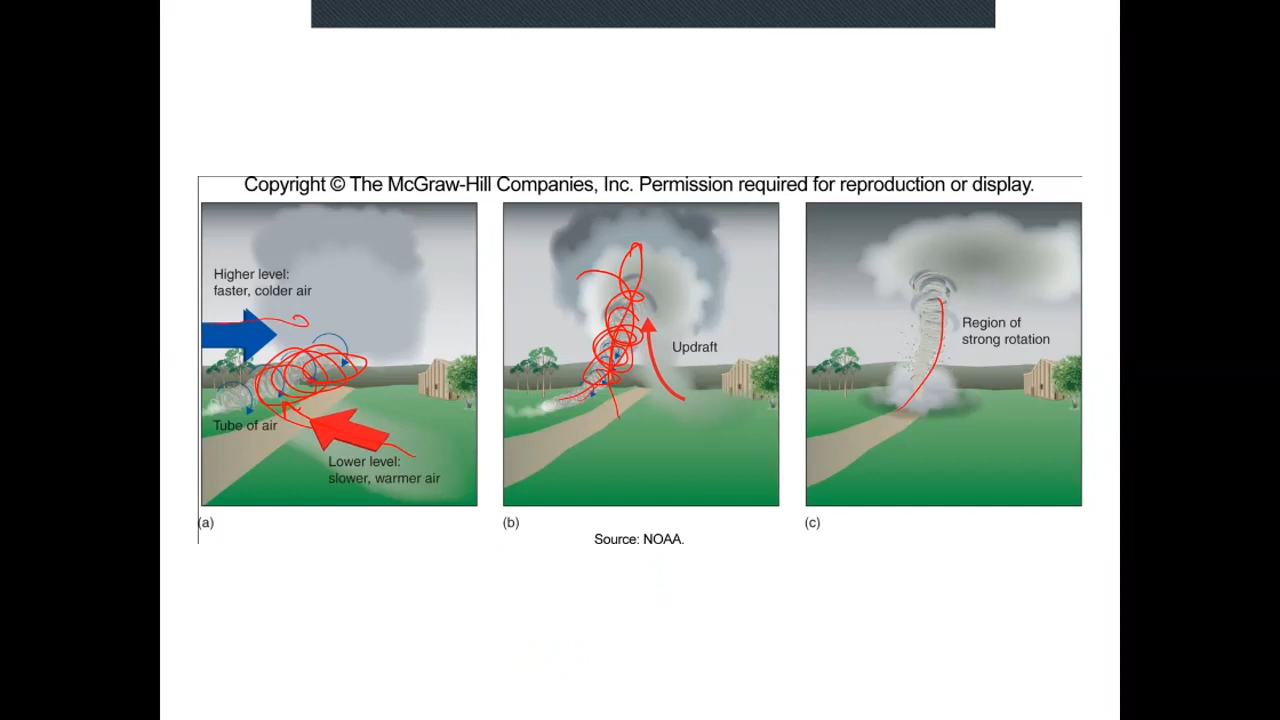 Copyright © The McGraw-Hill Companies, Inc. Permission required for reproduction or display.
Higher level:
faster, colder air
Tube of air
Lower level:
slower, warmer air
(a)
Updraft
(b)
Region of
strong rotation
(c)
Source: NOAA.